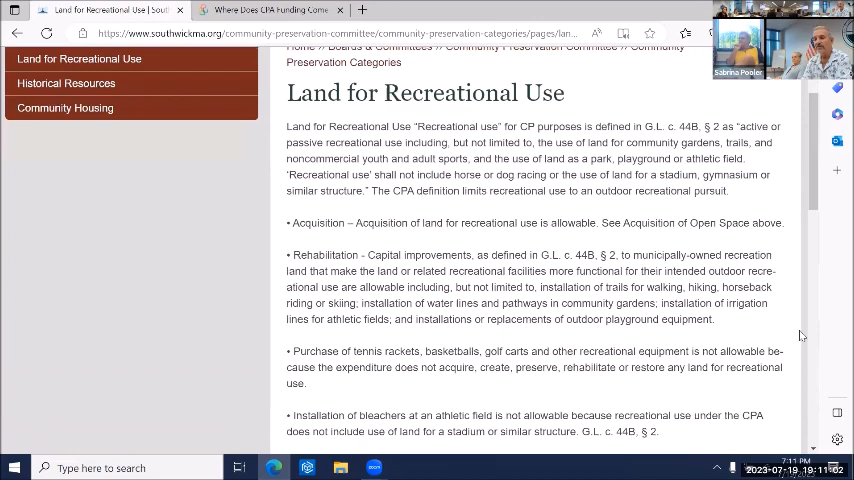 Land for Recreational Use | Sout
Where Does CPA Funding Come
https://www.southwickma.org/community-preservation-committee/community-preservation-categories/pages/lan...
Sabrina Pooler
Land for Recreational Use
Historical Resources
Community Housing
Home // Boards & Committees // Community Preservation Committee // Community
Preservation Categories
Land for Recreational Use
Land for Recreational Use “Recreational use” for CP purposes is defined in G.L. c. 44B, § 2 as “active or
passive recreational use including, but not limited to, the use of land for community gardens, trails, and
noncommercial youth and adult sports, and the use of land as a park, playground or athletic field.
‘Recreational use’ shall not include horse or dog racing or the use of land for a stadium, gymnasium or
similar structure.” The CPA definition limits recreational use to an outdoor recreational pursuit.
• Acquisition – Acquisition of land for recreational use is allowable. See Acquisition of Open Space above.
• Rehabilitation - Capital improvements, as defined in G.L. c. 44B, § 2, to municipally-owned recreation
land that make the land or related recreational facilities more functional for their intended outdoor recre-
ational use are allowable including, but not limited to, installation of trails for walking, hiking, horseback
riding or skiing; installation of water lines and pathways in community gardens; installation of irrigation
lines for athletic fields; and installations or replacements of outdoor playground equipment.
• Purchase of tennis rackets, basketballs, golf carts and other recreational equipment is not allowable be-
cause the expenditure does not acquire, create, preserve, rehabilitate or restore any land for recreational
use.
• Installation of bleachers at an athletic field is not allowable because recreational use under the CPA
does not include use of land for a stadium or similar structure. G.L. c. 44B, § 2.
Type here to search
zoom
7:11 PM
2023-07-19 19:11:02